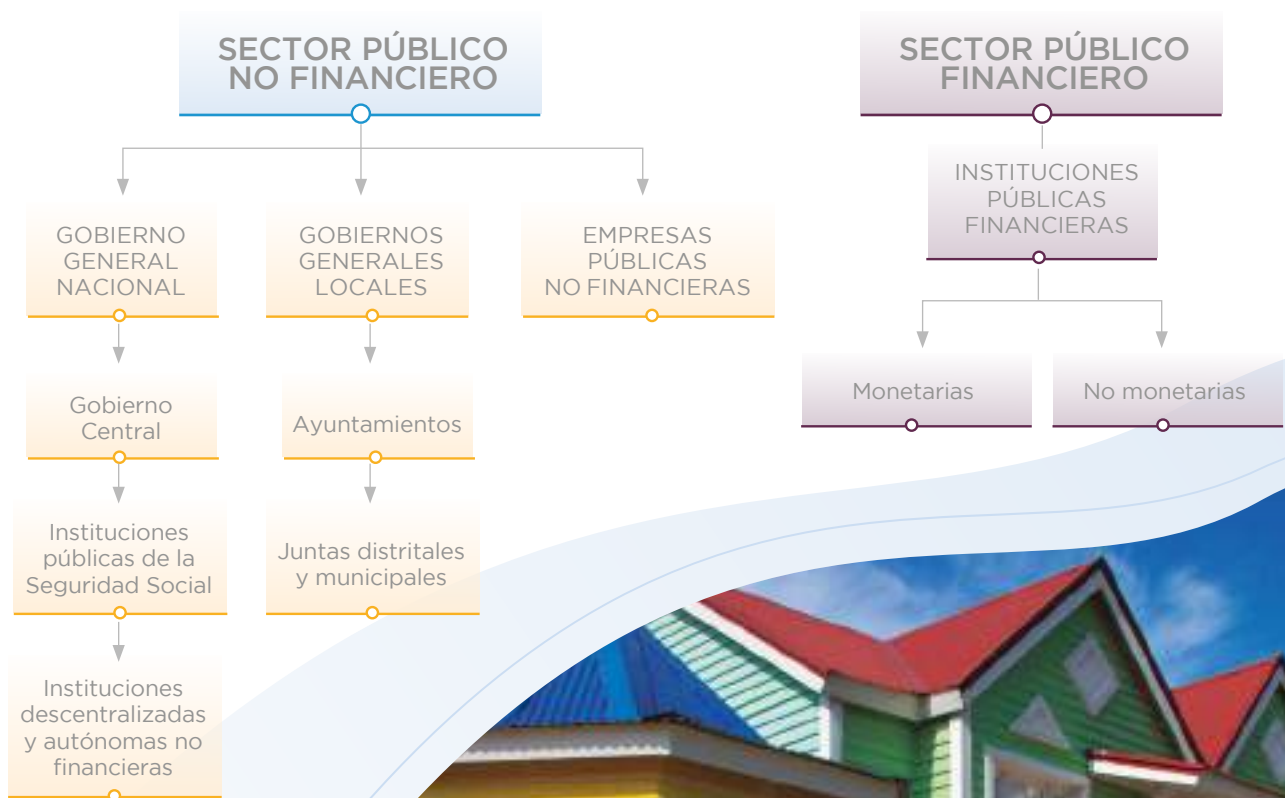 SECTOR PÚBLICO
NO FINANCIERO
GOBIERNO
GENERAL
NACIONAL
Gobierno
Central
Instituciones
públicas de la
Seguridad Social
Instituciones
descentralizadas
y autónomas no
financieras
GOBIERNOS
GENERALES
LOCALES
Ayuntamientos
Juntas distritales
y municipales
EMPRESAS
PÚBLICAS
NO FINANCIERAS
SECTOR PÚBLICO
FINANCIERO
INSTITUCIONES
PÚBLICAS
FINANCIERAS
Monetarias
No monetarias